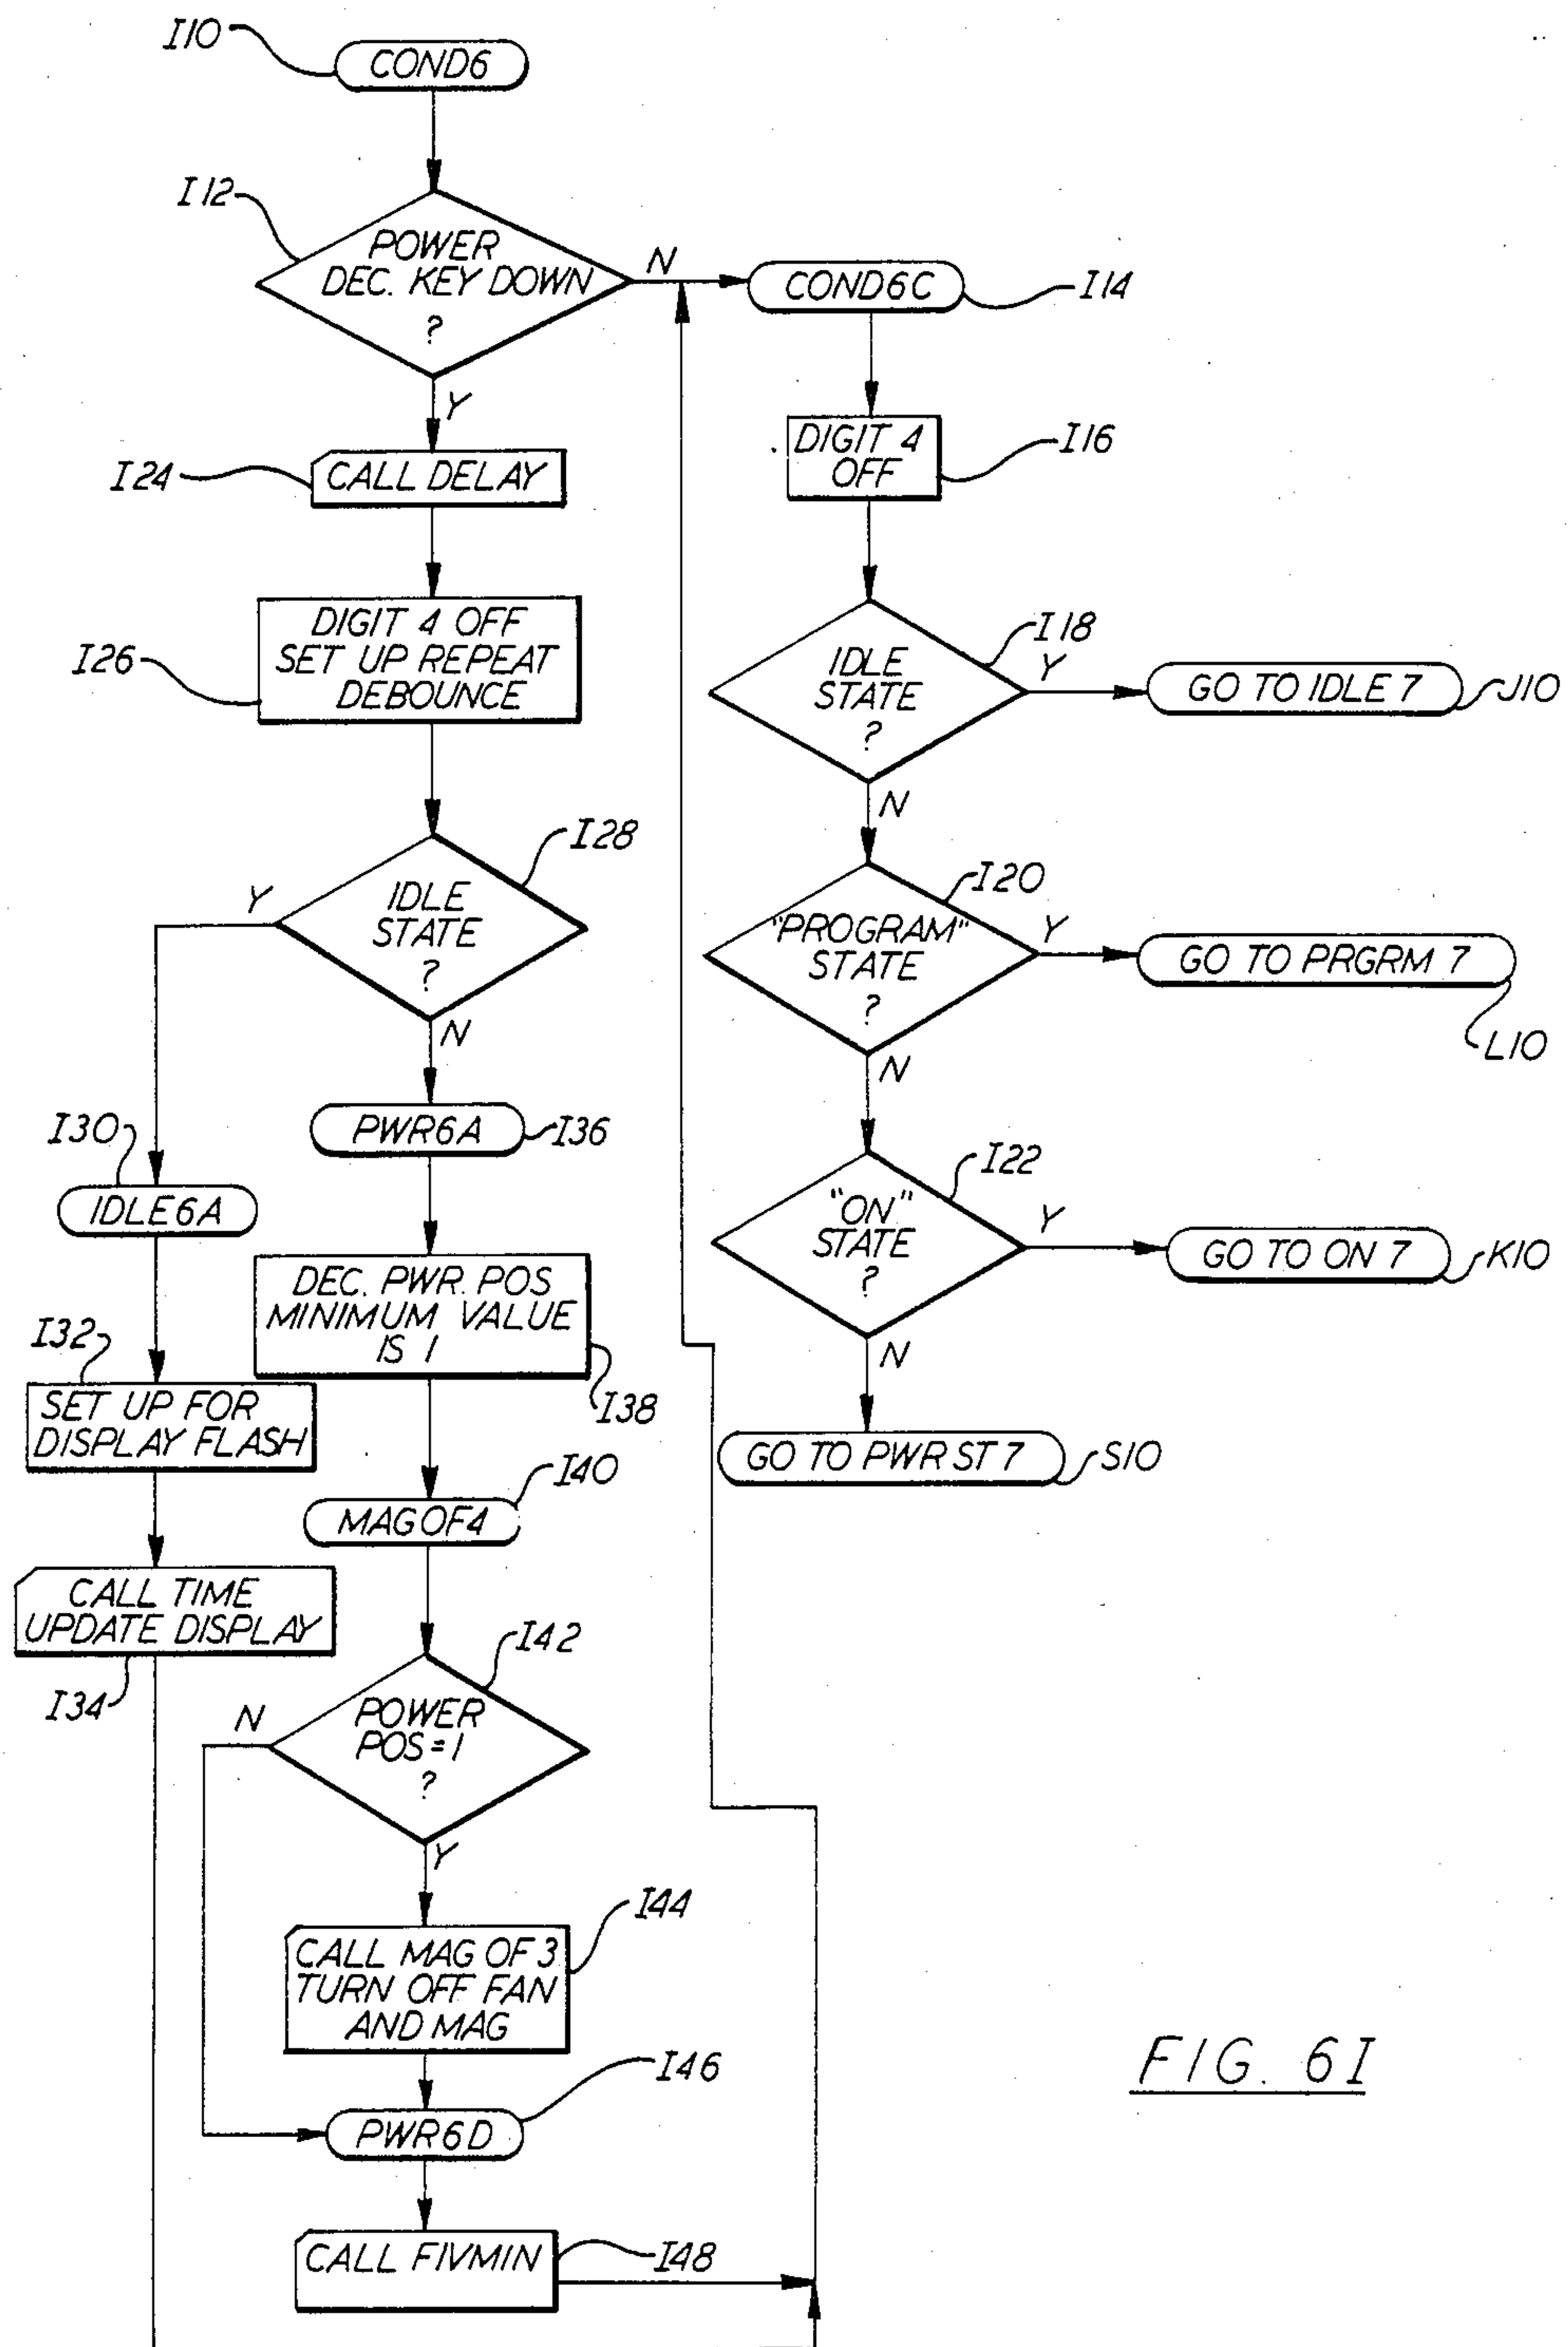 I10
COND6
I12
POWER
DEC. KEY DOWN
?
N
COND6C
I14
Y
I24
CALL DELAY
DIGIT 4
OFF
I16
I26
DIGIT 4 OFF
SET UP REPEAT
DEBOUNCE
IDLE
STATE
?
I18
Y
GO TO IDLE 7
J10
N
I28
Y
IDLE
STATE
?
N
"PROGRAM"
STATE
?
I20
Y
GO TO PRGRM 7
L10
N
I30
IDLE6A
PWR6A
I36
"ON"
STATE
?
I22
Y
GO TO ON 7
K10
N
I32
SET UP FOR
DISPLAY FLASH
DEC. PWR. POS
MINIMUM VALUE
IS 1
I38
GO TO PWR ST 7
S10
MAGOF4
I40
CALL TIME
UPDATE DISPLAY
I34
I42
N
POWER
POS=1
?
Y
I44
CALL MAG OF 3
TURN OFF FAN
AND MAG
I46
PWR6D
CALL FIVMIN
I48
FIG. 6I